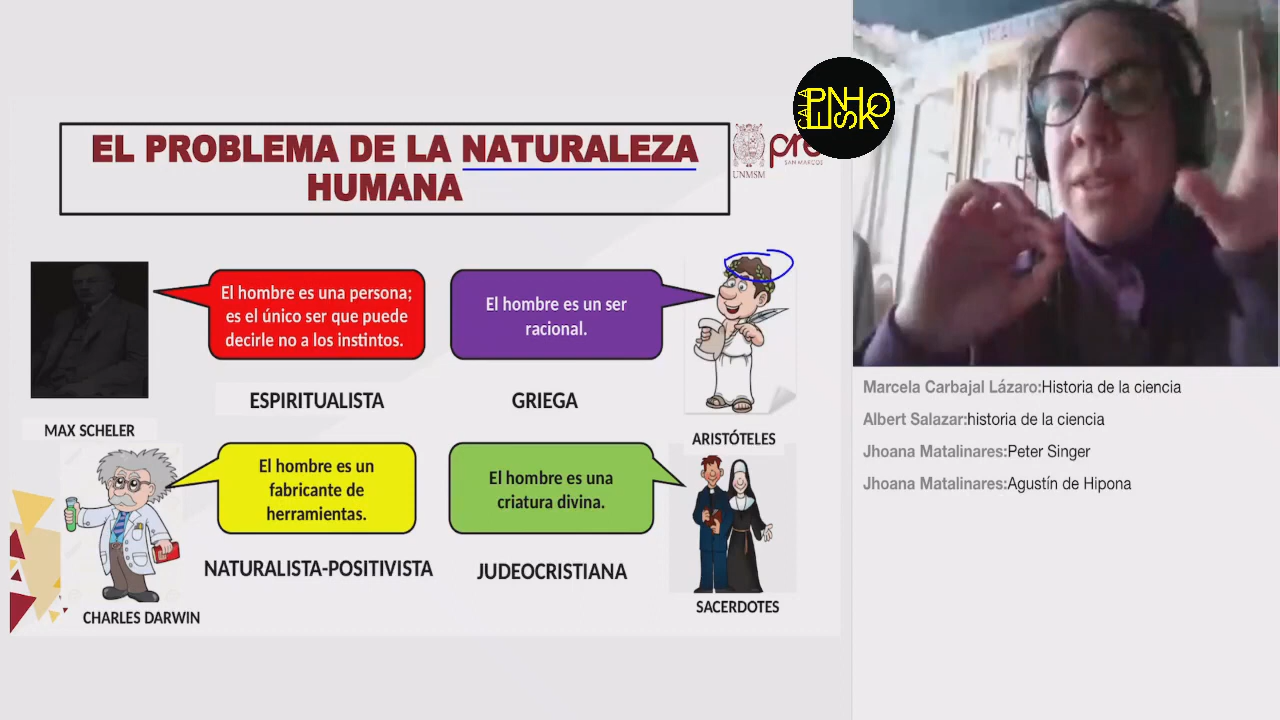 EL PROBLEMA DE LA NATURALEZA
HUMANA
UNMSM
pre
SAN MARCOS
El hombre es una persona;
es el único ser que puede
decirle no a los instintos.
ESPIRITUALISTA
MAX SCHELER
El hombre es un ser
racional.
GRIEGA
ARISTÓTELES
El hombre es un
fabricante de
herramientas.
NATURALISTA-POSITIVISTA
CHARLES DARWIN
El hombre es una
criatura divina.
JUDEOCRISTIANA
SACERDOTES
Marcela Carbajal Lázaro:Historia de la ciencia
Albert Salazar:historia de la ciencia
Jhoana Matalinares:Peter Singer
Jhoana Matalinares:Agustín de Hipona